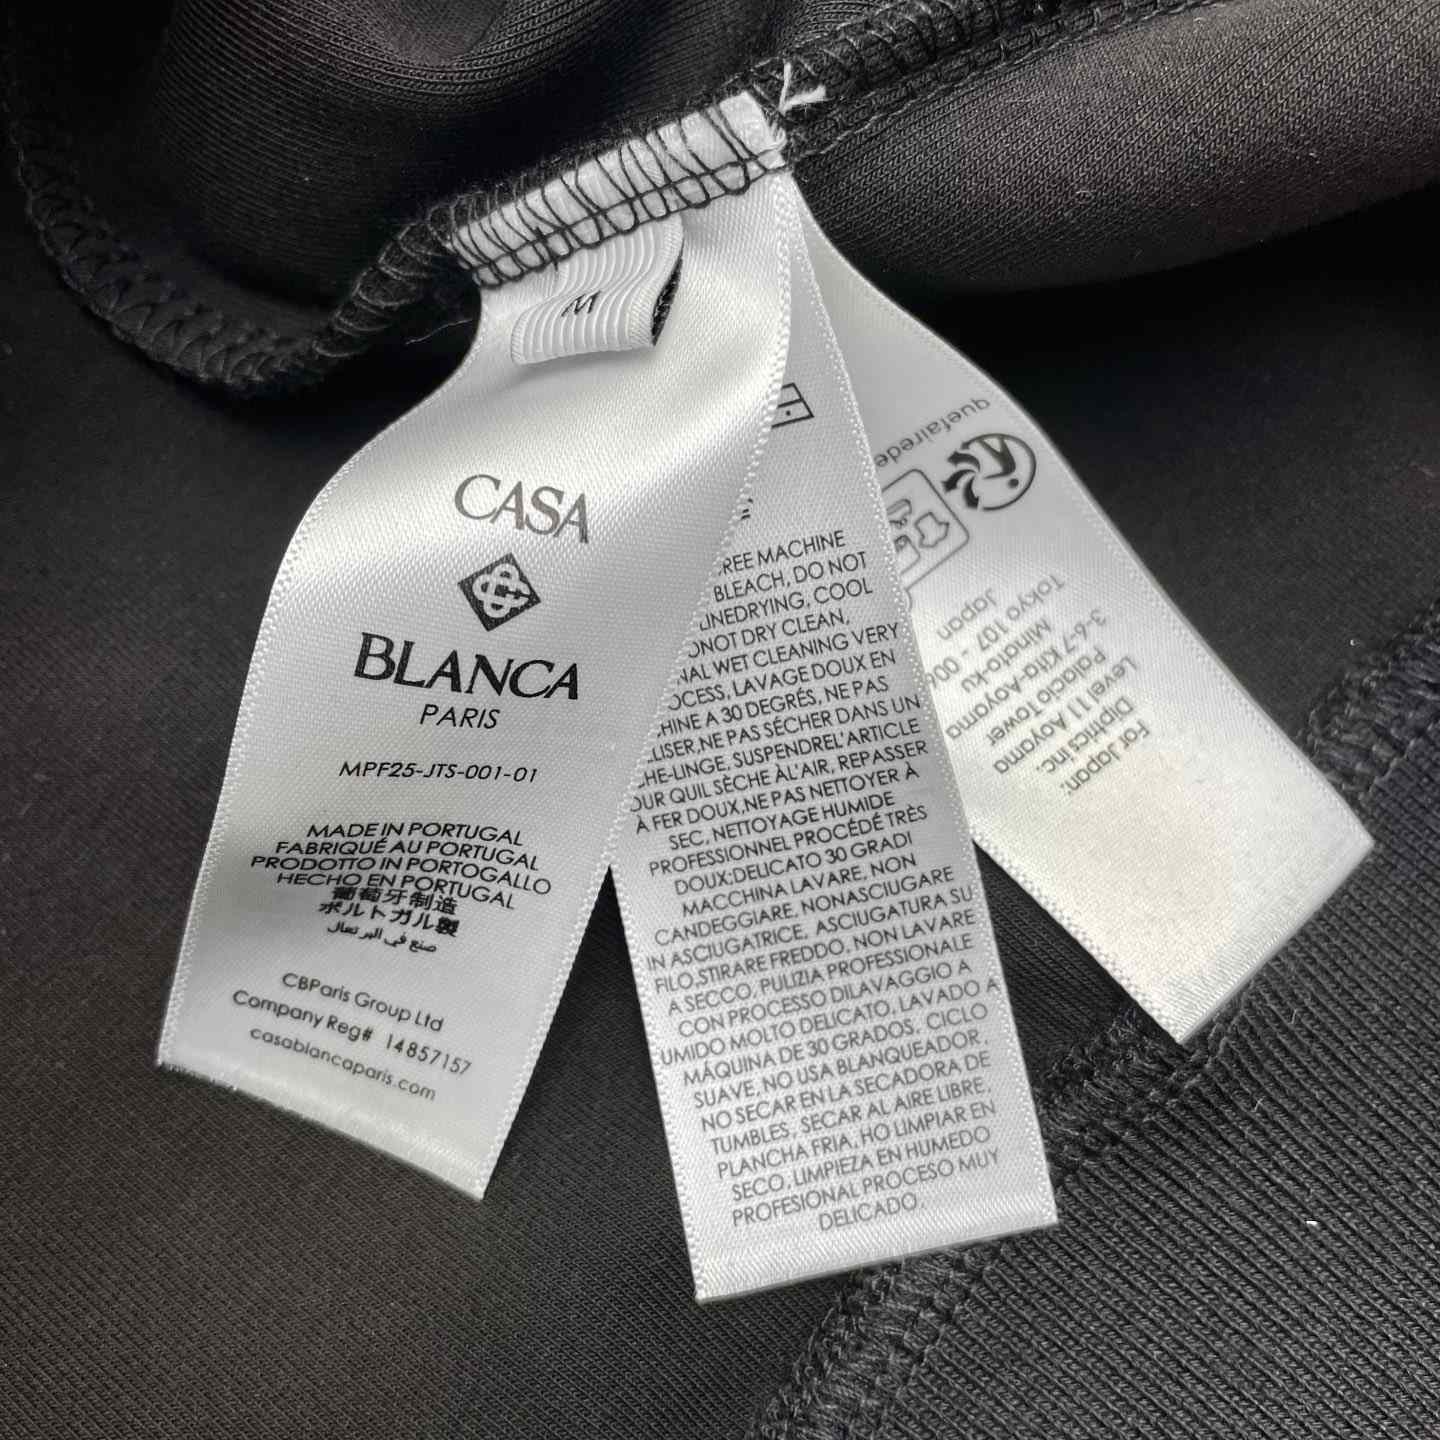 M
CASA
BLANCA
PARIS
MPF25-JTS-001-01
MADE IN PORTUGAL
FABRIQUÉ AU PORTUGAL
PRODOTTO IN PORTOGALLO
HECHO EN PORTUGAL
葡萄牙制造
ポルトガル製
صنع في البر تسال
CBParis Group Ltd
Company Reg# 14857157
casablancaparis.com
REE MACHINE
BLEACH, DO NOT
LINEDRYING, COOL
ONOT DRY CLEAN,
NAL WET CLEANING VERY
OCESS, LAVAGE DOUX EN
HINE A 30 DEGRÉS, NE PAS
LISER,NE PAS SÉCHER DANS UN
CHE-LINGE, SUSPENDREL'ARTICLE
OUR QUIL SÈCHE ÀL'AIR, REPASSER
À FER DOUX,NE PAS NETTOYER À
SEC, NETTOYAGE HUMIDE
PROFESSIONNEL PROCÉDÉ TRÈS
DOUX:DELICATO 30 GRADI
MACCHINA LAVARE, NON
CANDEGGIARE, NONASCIUGARE
IN ASCIUGATRICE, ASCIUGATURA SU
FILO,STIRARE FREDDO, NON LAVARE
A SECCO, PULIZIA PROFESSIONALE
CON PROCESSO DILAVAGGIO A
UMIDO MOLTO DELICATO, LAVADO A
MÁQUINA DE 30 GRADOS. CICLO
SUAVE, NO USA BLANQUEADOR,
NO SECAR EN LA SECADORA DE
TUMBLES, SECAR AL AIRE LIBRE,
PLANCHA FRIA, HO LIMPIAR EN
SECO, LIMPIEZA EN HUMEDO
PROFESIONAL PROCESO MUY
DELICADO.
For Japan:
Diptics inc.
Level 11 Aoyama
Palacio Tower
3-6-7 Kita-Aoyama
Minato-ku
Tokyo 107 - 006
Japan
quefairede